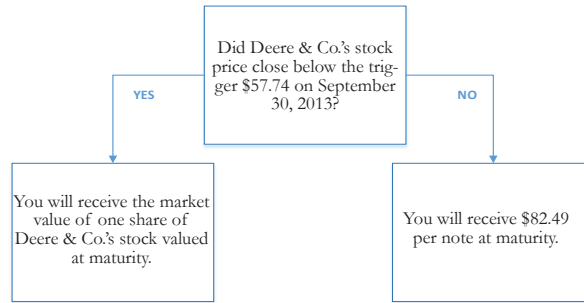 Did Deere & Co.'s stock
price close below the trig-
ger $57.74 on September
30, 2013?
YES
NO
You will receive the market
value of one share of
Deere & Co.'s stock valued
at maturity.
You will receive $82.49
per note at maturity.